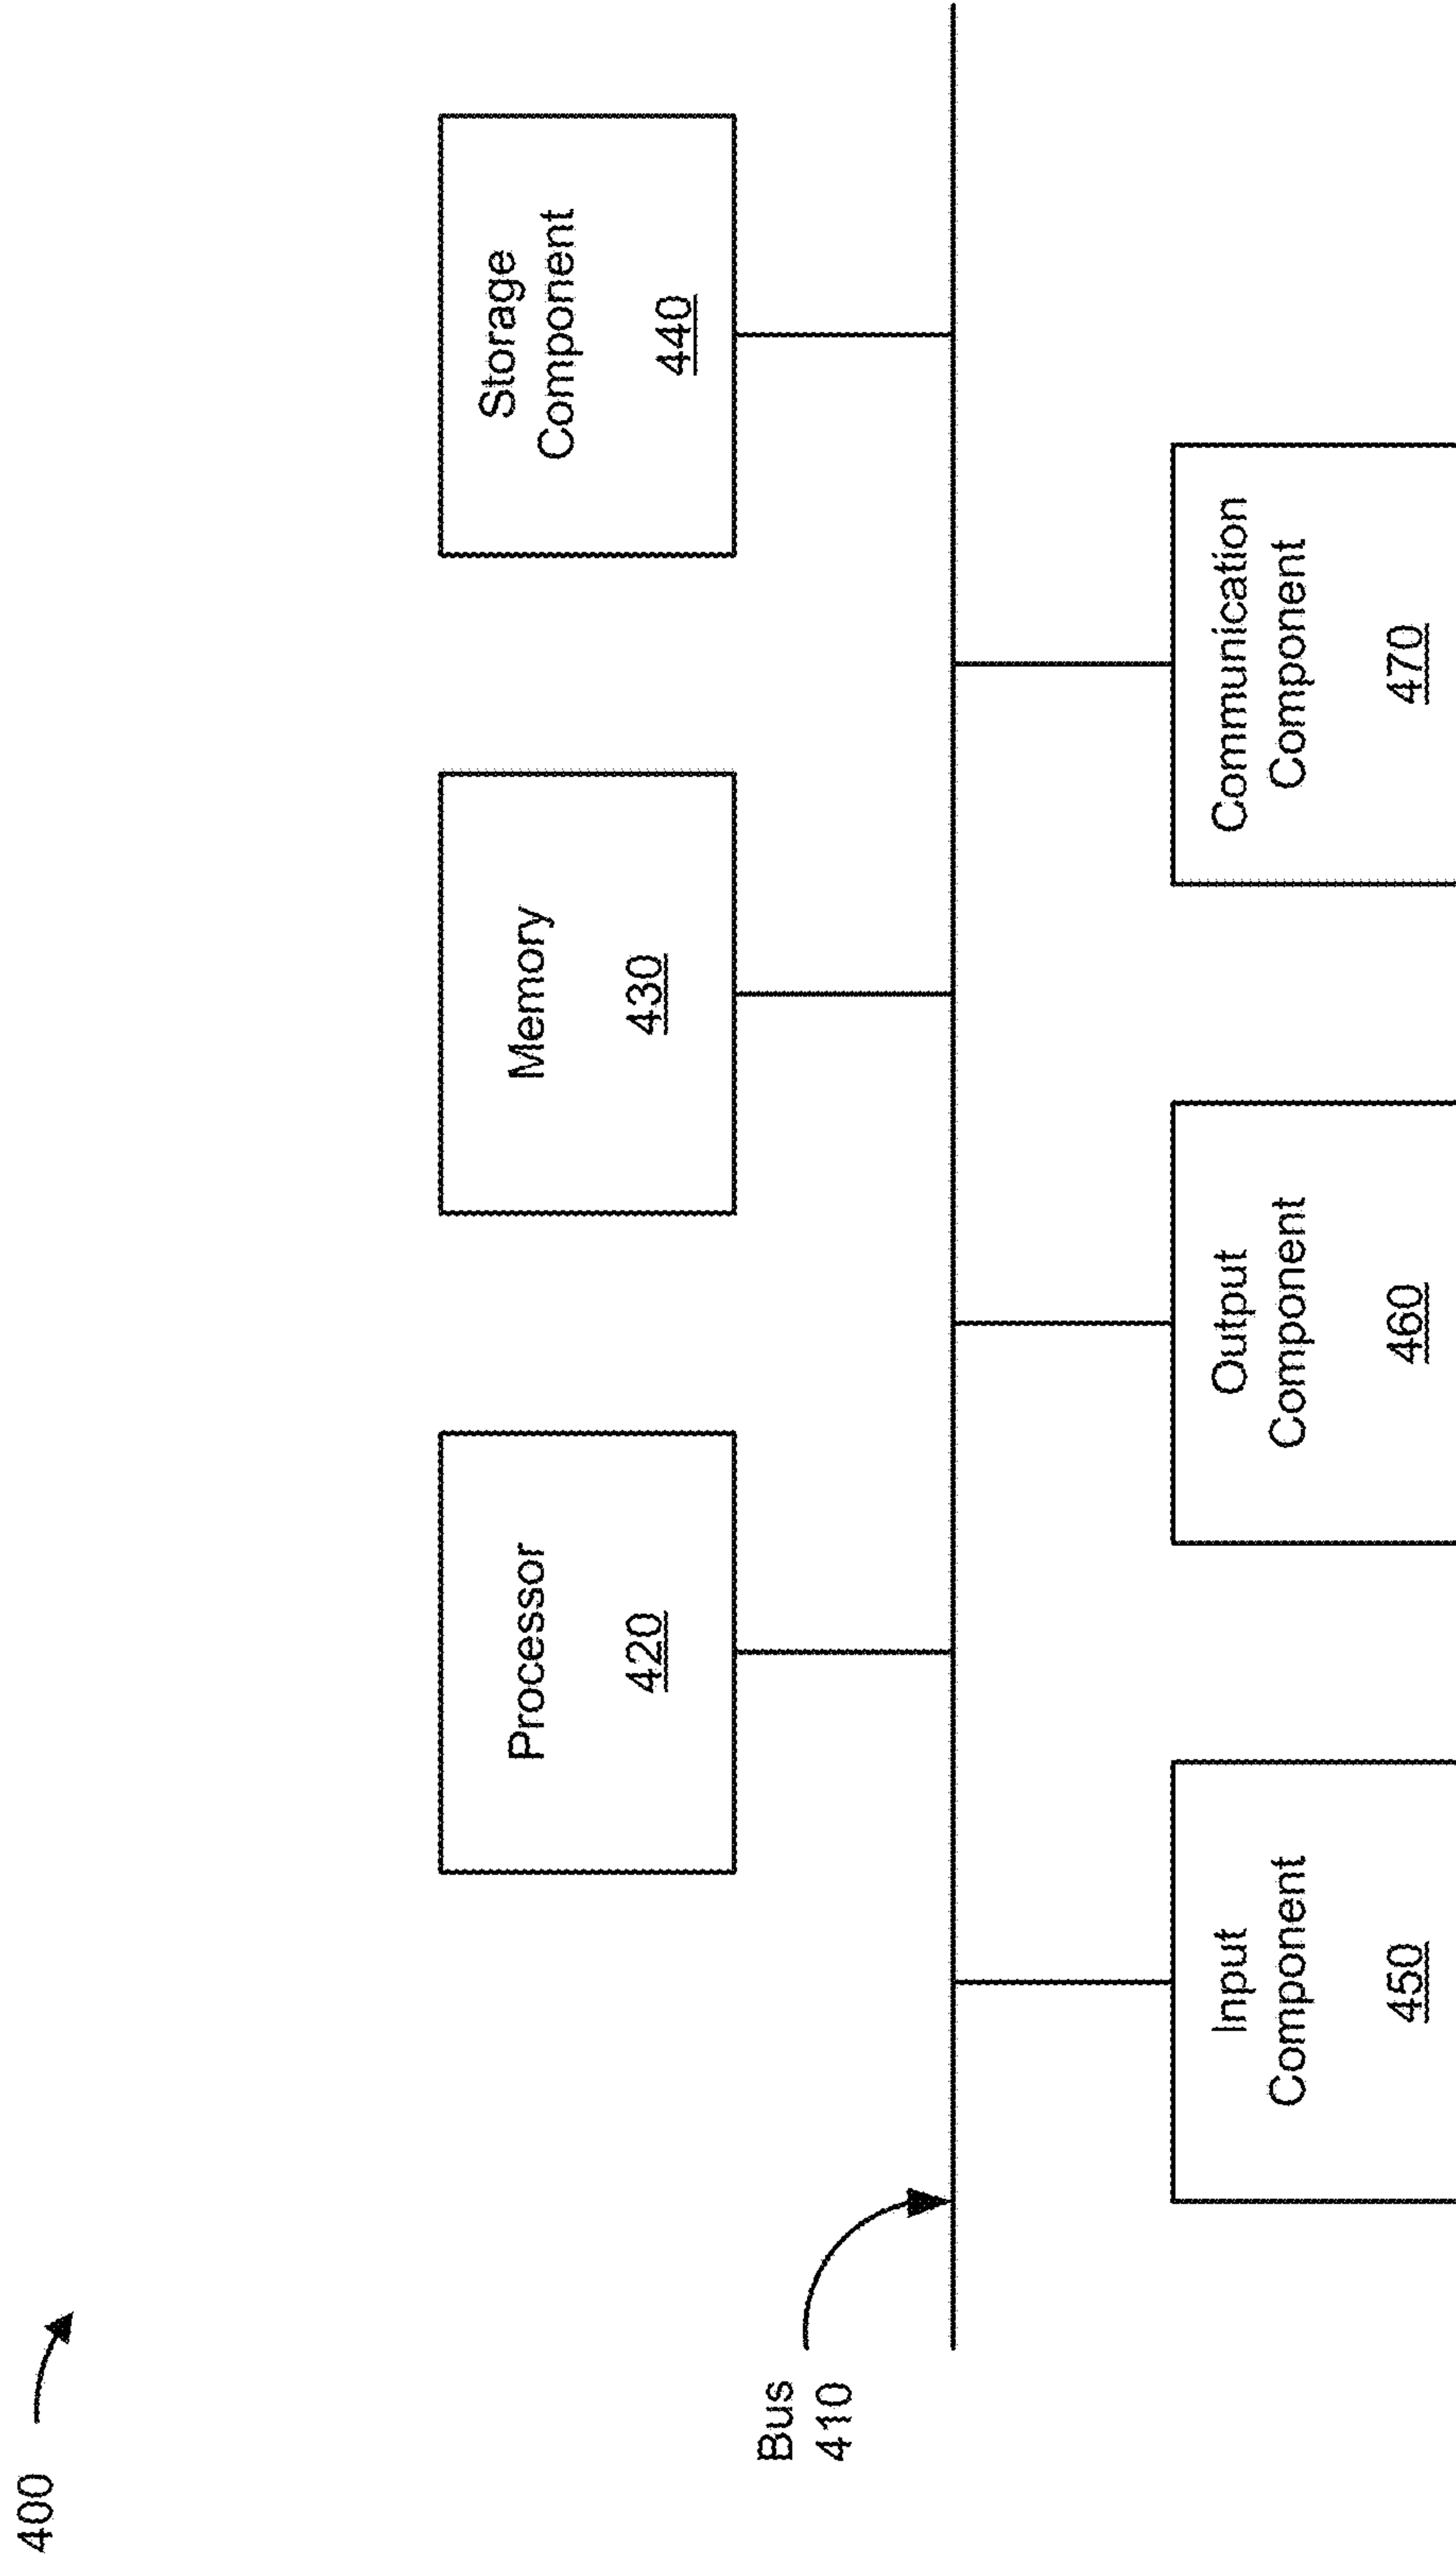 400
Processor
420
Memory
430
Storage
Component
440
Bus
410
Input
Component
450
Output
Component
460
Communication
Component
470